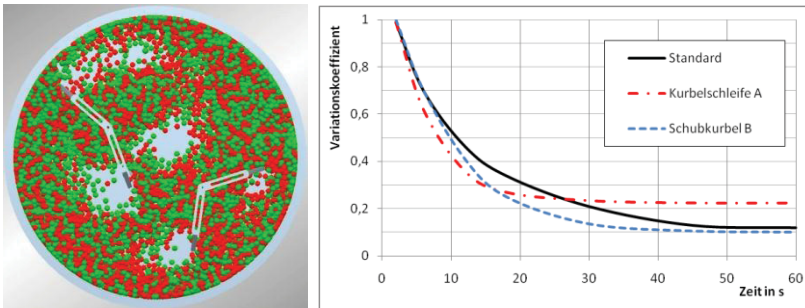 Variationskoeffizient
1
0,8
0,6
0,4
0,2
0
0 10 20 30 40 50 60
Zeit in s
Standard
Kurbelschleife A
Schubkurbel B